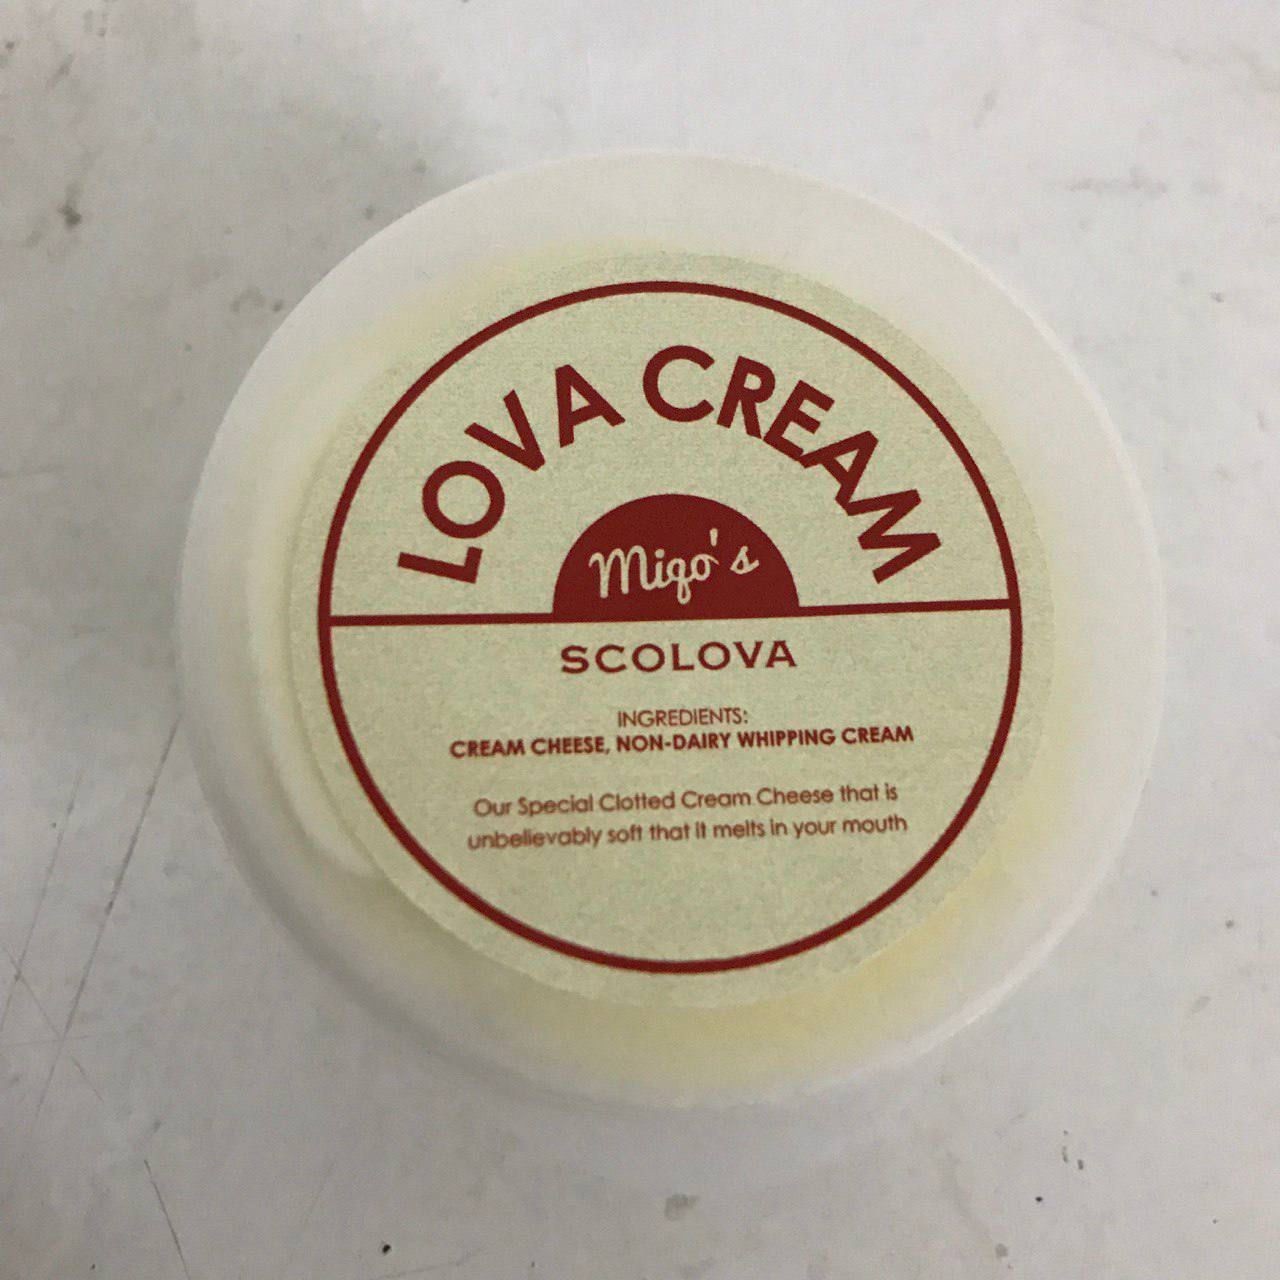 LOVA CREAM
Miqo's
SCOLOVA
INGREDIENTS:
CREAM CHEESE, NON-DAIRY WHIPPING CREAM
Our Special Clotted Cream Cheese that is
unbelievably soft that it melts in your mouth